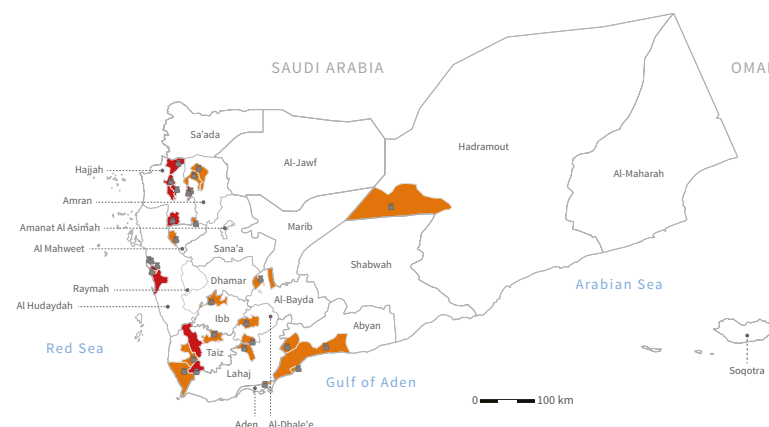 SAUDI ARABIA
OMA
Sa'ada
Hadramout
Al-Jawf
Hajjah
Al-Maharah
Amran
Amanat Al Asimah
Marib
Al Mahweet
Sana'a
Shabwah
Raymah
Dhamar
Arabian Sea
Al-Bayda
Al Hudaydah
Ibb
Abyan
Red Sea
Taiz
Lahaj
Soqotra
Gulf of Aden
0 100 km
Aden Al-Dhale'e